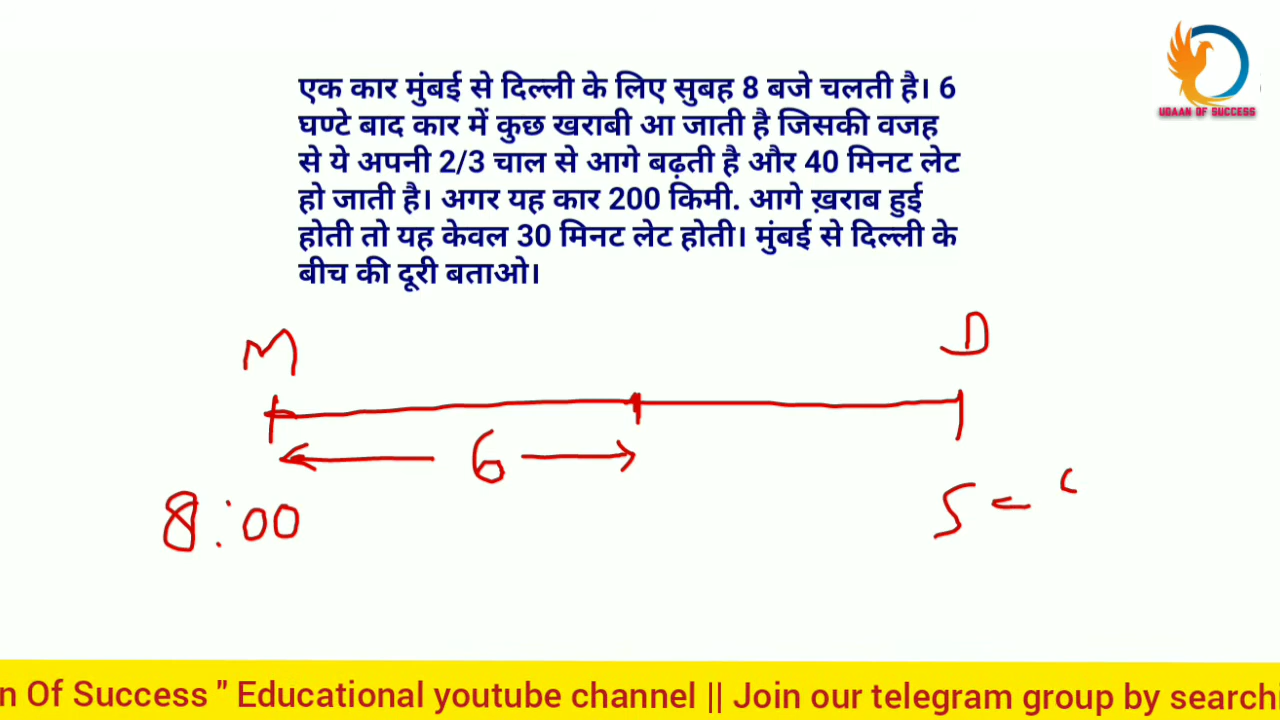 UDAAN OF SUCCESS
एक कार मुंबई से दिल्ली के लिए सुबह 8 बजे चलती है। 6
घण्टे बाद कार में कुछ खराबी आ जाती है जिसकी वजह
से ये अपनी 2/3 चाल से आगे बढ़ती है और 40 मिनट लेट
हो जाती है। अगर यह कार 200 किमी. आगे ख़राब हुई
होती तो यह केवल 30 मिनट लेट होती। मुंबई से दिल्ली के
बीच की दूरी बताओ।
M D
6
8:00 S =
n Of Success " Educational youtube channel || Join our telegram group by searchi